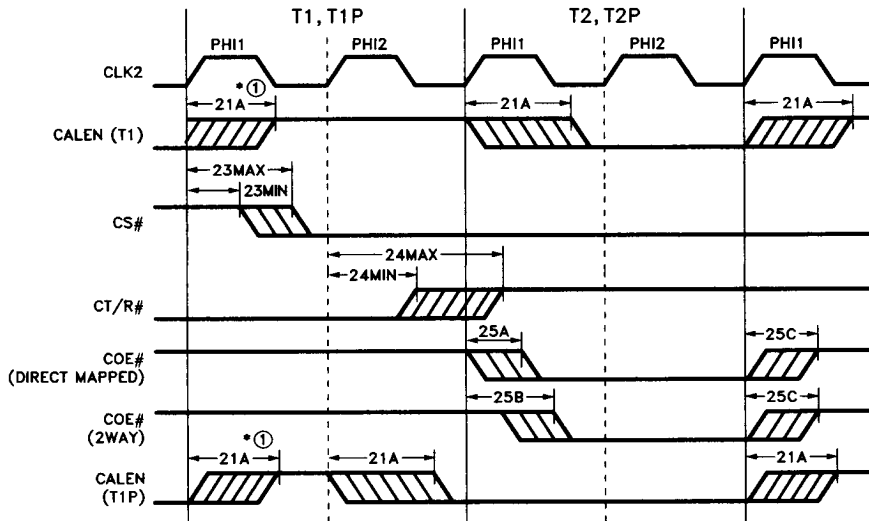 T1, T1P T2, T2P
PHI1 PHI2 PHI1 PHI2 PHI1
CLK2
*①
21A 21A 21A
CALEN (T1)
23MAX
23MIN
CS#
24MAX
24MIN
CT/R#
25A 25C
COE#
(DIRECT MAPPED)
25B 25C
COE#
(2WAY)
*①
21A 21A 21A
CALEN
(T1P)